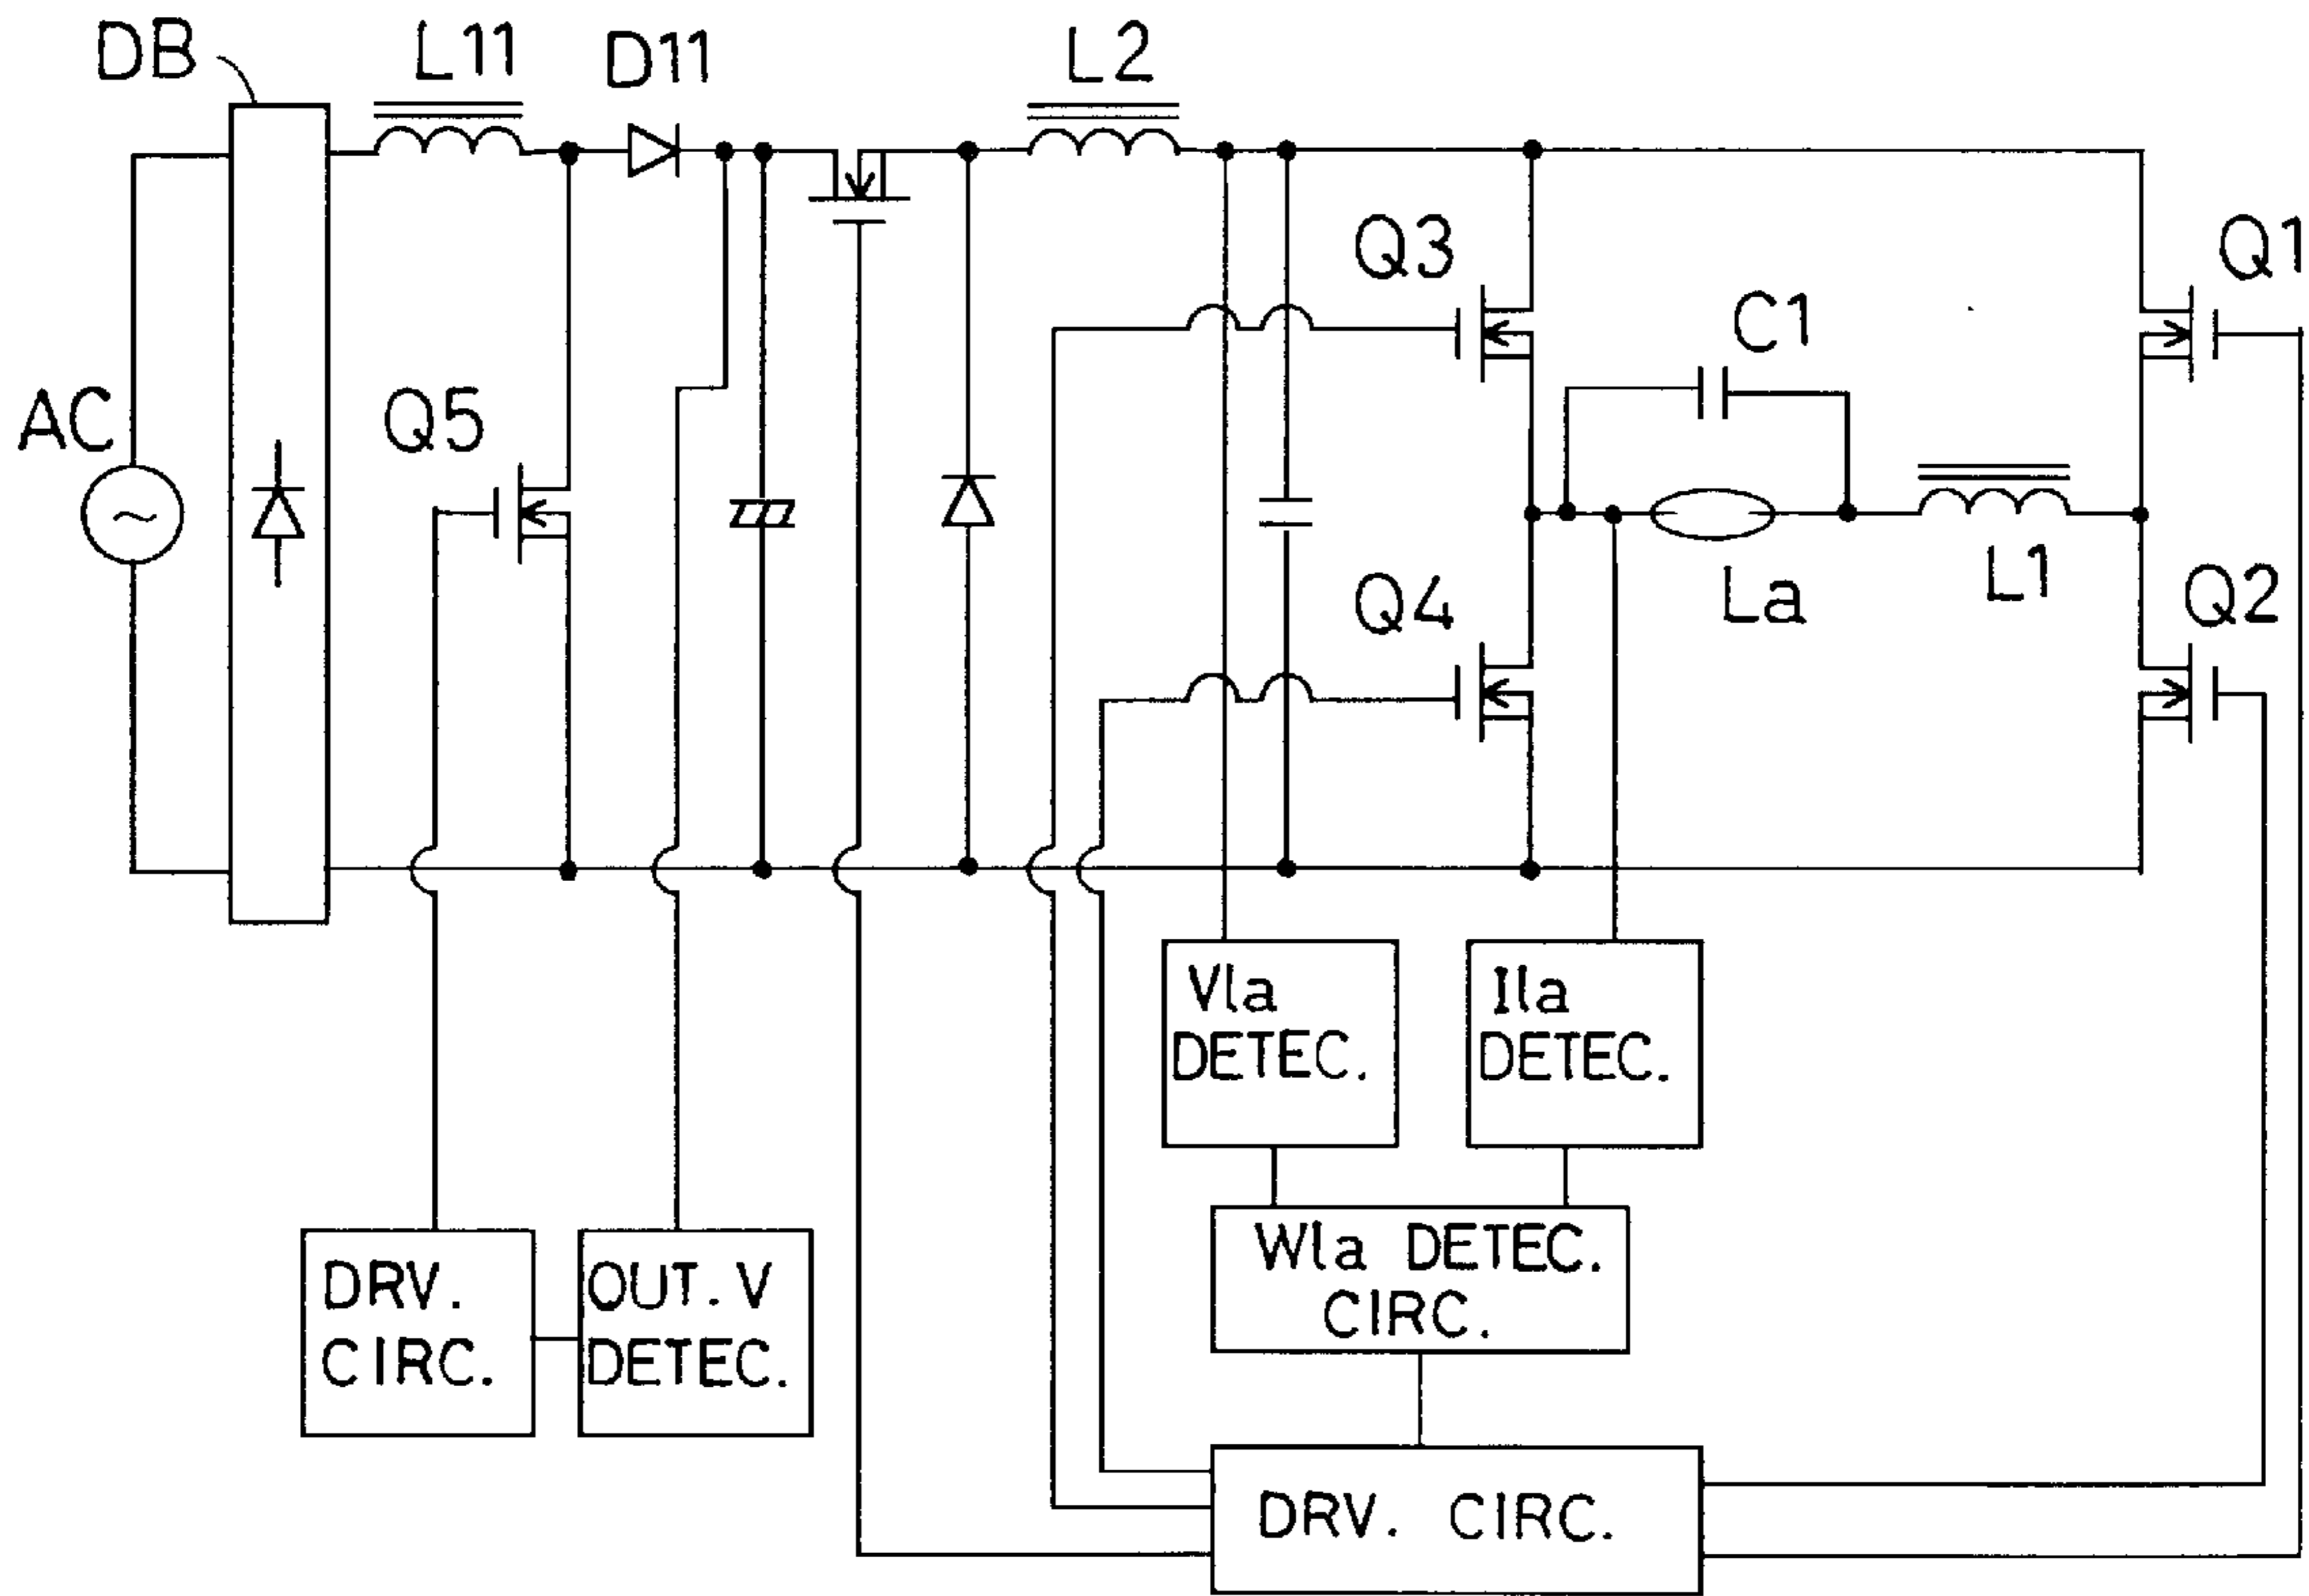 DB
L11
D11
L2
Q3
Q1
C1
AC
Q5
Q4
La
L1
Q2
Vla
DETEC.
Ila
DETEC.
Wla DETEC.
CIRC.
DRV.
CIRC.
OUT. V
DETEC.
DRV. CIRC.